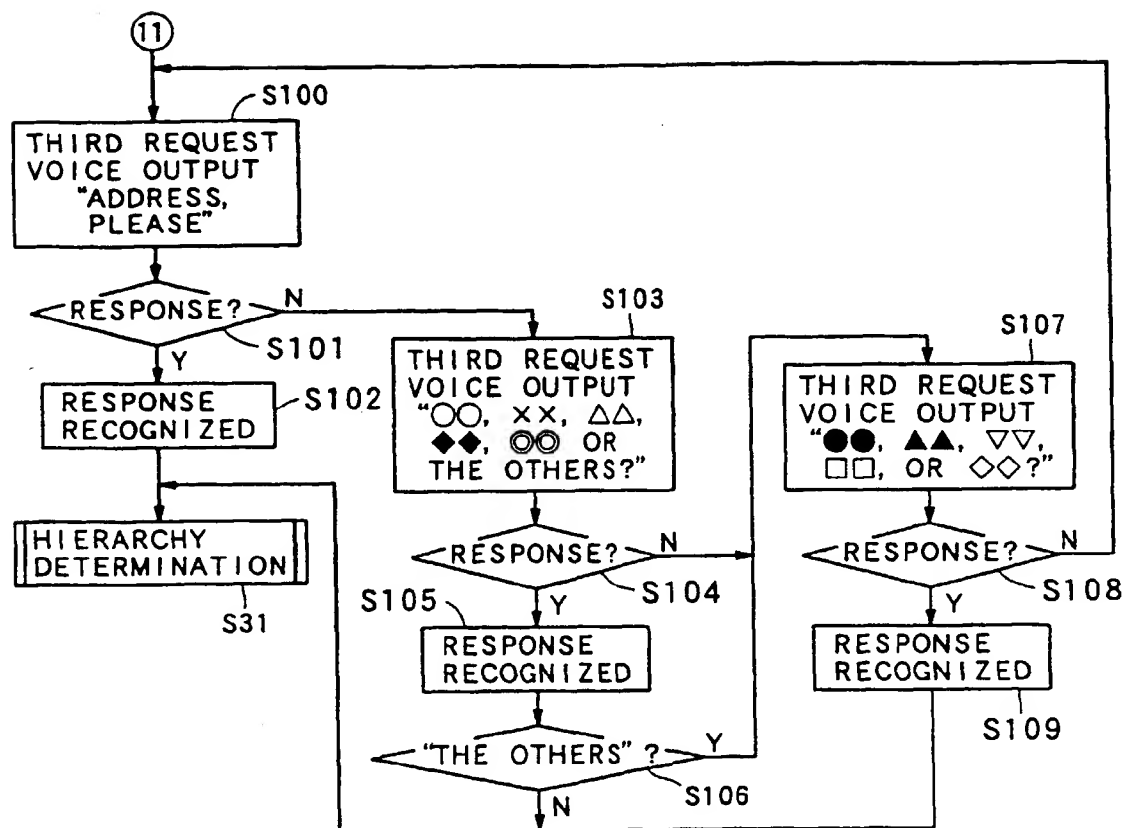 11
S100
THIRD REQUEST
VOICE OUTPUT
"ADDRESS,
PLEASE"
RESPONSE?
N
S101
Y
RESPONSE
RECOGNIZED
S102
HIERARCHY
DETERMINATION
S31
S103
THIRD REQUEST
VOICE OUTPUT
"○○, ××, △△,
◆◆, ◎◎ OR
THE OTHERS?"
RESPONSE?
N
S104
Y
S105
RESPONSE
RECOGNIZED
"THE OTHERS" ?
Y
S106
N
S107
THIRD REQUEST
VOICE OUTPUT
"●●, ▲▲, ▽▽,
□□, OR ◇◇?"
RESPONSE?
N
S108
Y
RESPONSE
RECOGNIZED
S109